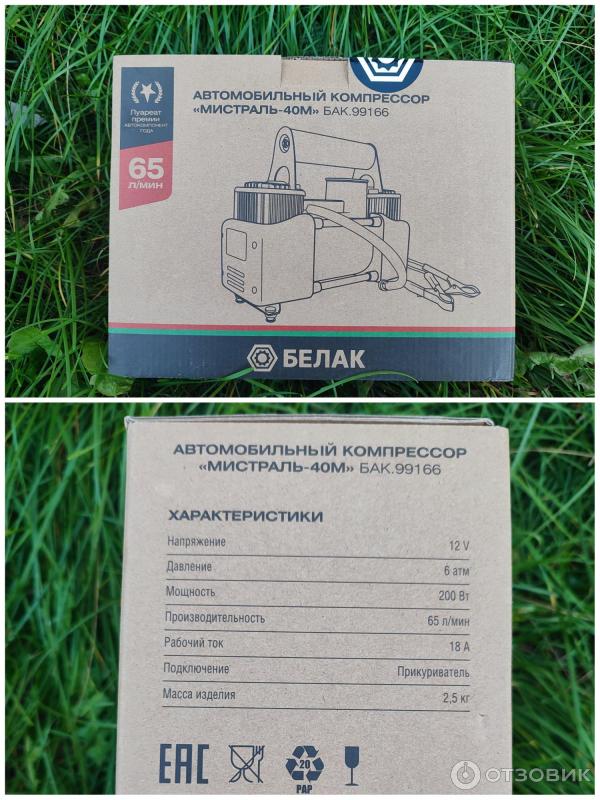 АВТОМОБИЛЬНЫЙ КОМПРЕССОР
«МИСТРАЛЬ-40М» БАК.99166
Лауреат
премии
АВТОКОМПОНЕНТ
ГОДА
65
Л/МИН
БЕЛАК
АВТОМОБИЛЬНЫЙ КОМПРЕССОР
«МИСТРАЛЬ-40М» БАК.99166
ХАРАКТЕРИСТИКИ
Напряжение 12 V
Давление 6 атм
Мощность 200 Вт
Производительность 65 л/мин
Рабочий ток 18 А
Подключение Прикуриватель
Масса изделия 2,5 кг
EAC
20
PAP
ОТЗОВИК